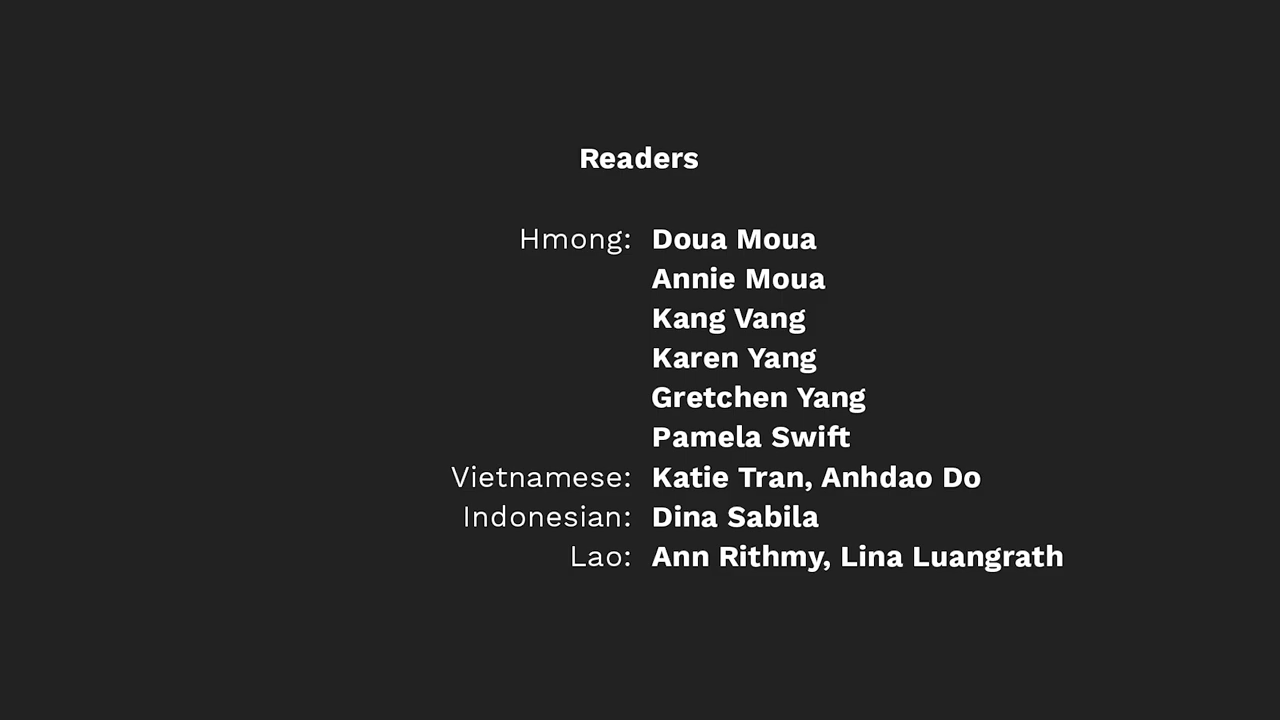 Readers
Hmong: Doua Moua
Annie Moua
Kang Vang
Karen Yang
Gretchen Yang
Pamela Swift
Vietnamese: Katie Tran, Anhdao Do
Indonesian: Dina Sabila
Lao: Ann Rithmy, Lina Luangrath